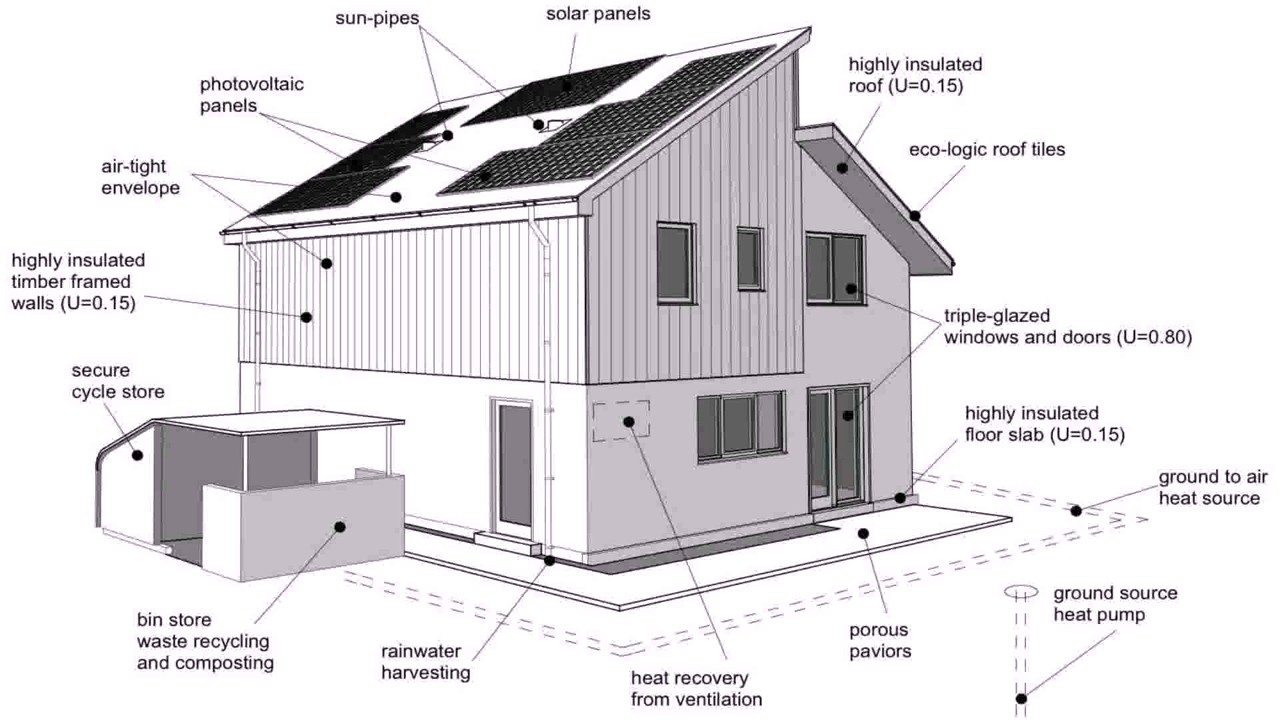 sun-pipes
solar panels
photovoltaic
panels
highly insulated
roof (U=0.15)
eco-logic roof tiles
air-tight
envelope
highly insulated
timber framed
walls (U=0.15)
triple-glazed
windows and doors (U=0.80)
secure
cycle store
highly insulated
floor slab (U=0.15)
ground to air
heat source
ground source
heat pump
bin store
waste recycling
and composting
rainwater
harvesting
heat recovery
from ventilation
porous
paviors